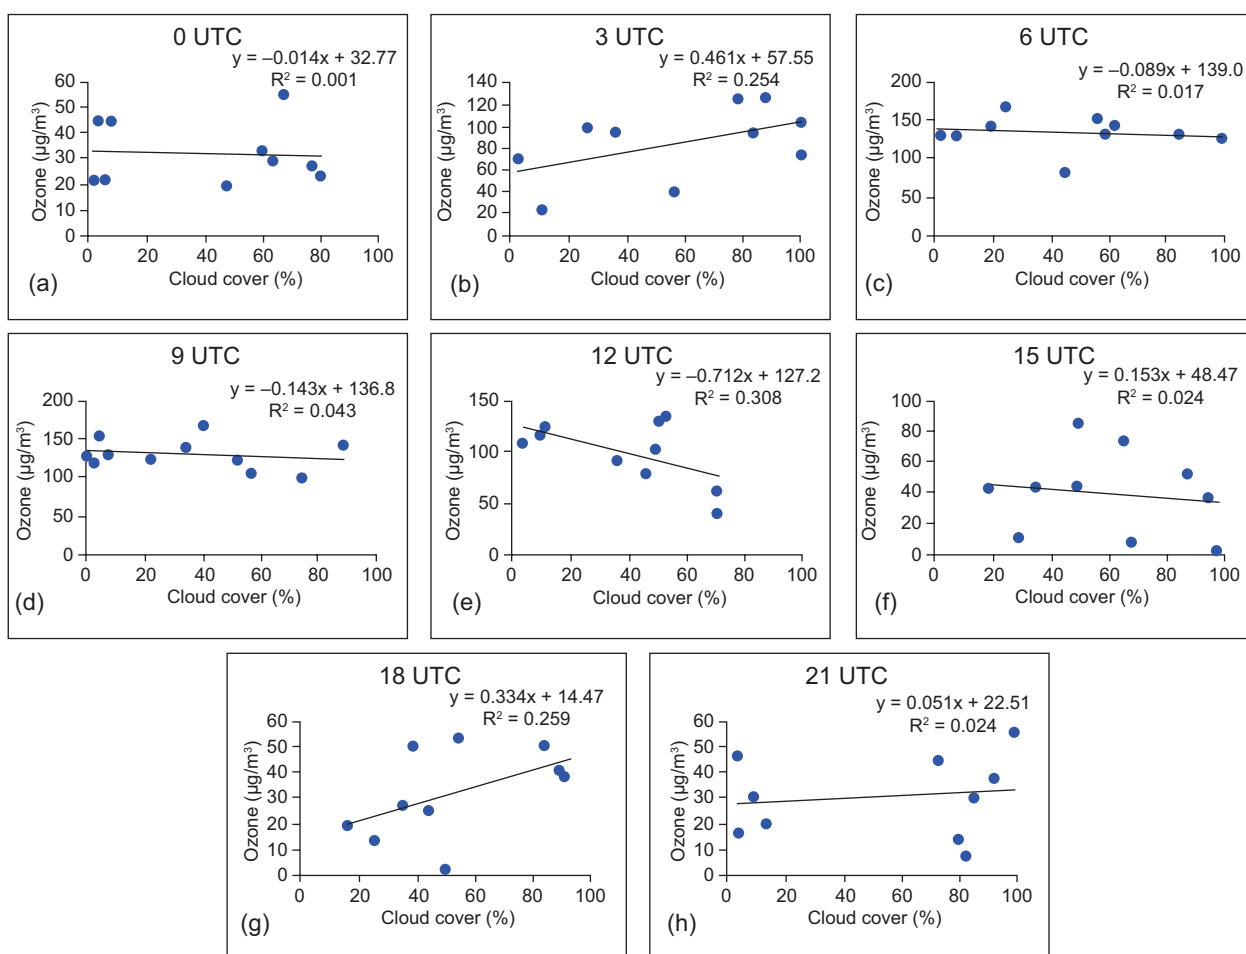 0 UTC
y = –0.014x + 32.77
R² = 0.001
Ozone (µg/m³)
60
50
40
30
20
10
0
0 20 40 60 80 100
Cloud cover (%)
(a)
3 UTC
y = 0.461x + 57.55
R² = 0.254
Ozone (µg/m³)
140
120
100
80
60
40
20
0
0 20 40 60 80 100
Cloud cover (%)
(b)
6 UTC
y = –0.089x + 139.0
R² = 0.017
Ozone (µg/m³)
200
150
100
50
0
0 20 40 60 80 100
Cloud cover (%)
(c)
9 UTC
y = –0.143x + 136.8
R² = 0.043
Ozone (µg/m³)
200
150
100
50
0
0 20 40 60 80 100
Cloud cover (%)
(d)
12 UTC
y = –0.712x + 127.2
R² = 0.308
Ozone (µg/m³)
150
100
50
0
0 20 40 60 80 100
Cloud cover (%)
(e)
15 UTC
y = 0.153x + 48.47
R² = 0.024
Ozone (µg/m³)
100
80
60
40
20
0
0 20 40 60 80 100
Cloud cover (%)
(f)
18 UTC
y = 0.334x + 14.47
R² = 0.259
Ozone (µg/m³)
60
50
40
30
20
10
0
0 20 40 60 80 100
Cloud cover (%)
(g)
21 UTC
y = 0.051x + 22.51
R² = 0.024
Ozone (µg/m³)
60
50
40
30
20
10
0
0 20 40 60 80 100
Cloud cover (%)
(h)